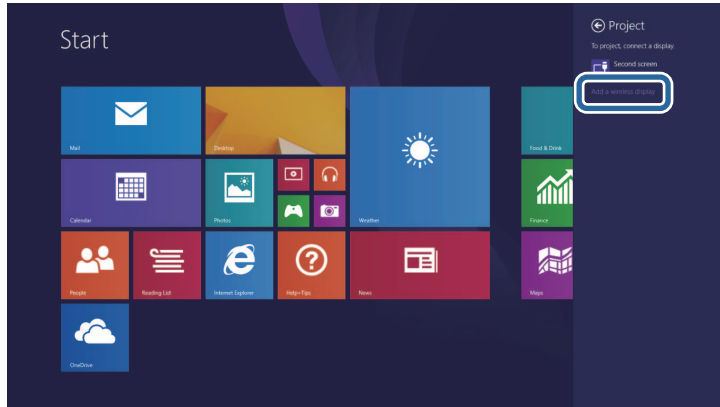 Start
Project
To project, connect a display.
Second screen
Add a wireless display
Mail
Desktop
Food & Drink
Calendar
Photos
Weather
Finance
People
Reading List
Internet Explorer
Help+Tips
News
Maps
OneDrive